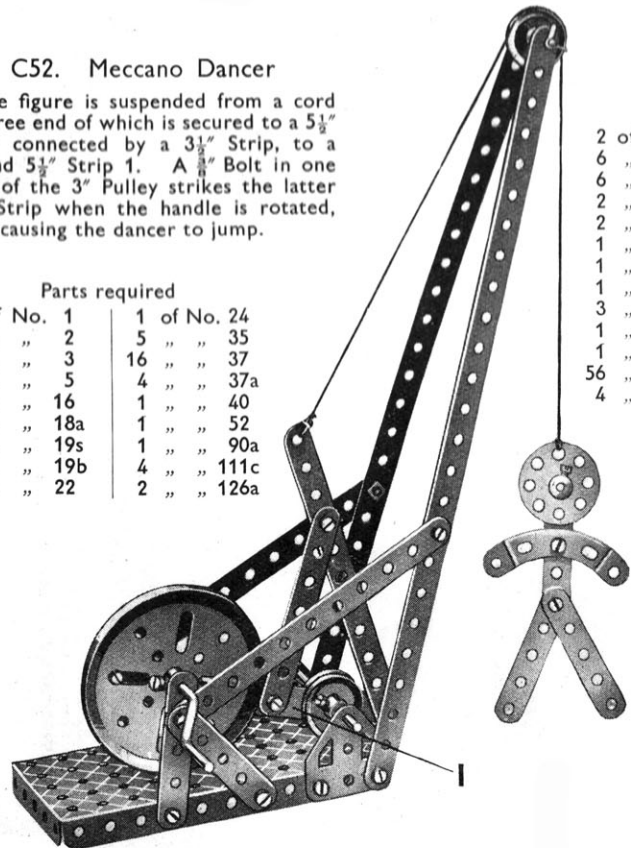 C52. Meccano Dancer
e figure is suspended from a cord
ree end of which is secured to a 5½"
connected by a 3½" Strip, to a
nd 5½" Strip 1. A ⅜" Bolt in one
of the 3" Pulley strikes the latter
Strip when the handle is rotated,
causing the dancer to jump.
Parts required
No. 1 1 of No. 24
„ 2 5 „ „ 35
„ 3 16 „ „ 37
„ 5 4 „ „ 37a
„ 16 1 „ „ 40
„ 18a 1 „ „ 52
„ 19s 1 „ „ 90a
„ 19b 4 „ „ 111c
„ 22 2 „ „ 126a
2 o
6 „
6 „
2 „
2 „
1 „
1 „
1 „
3 „
1 „
1 „
56 „
4 „
1